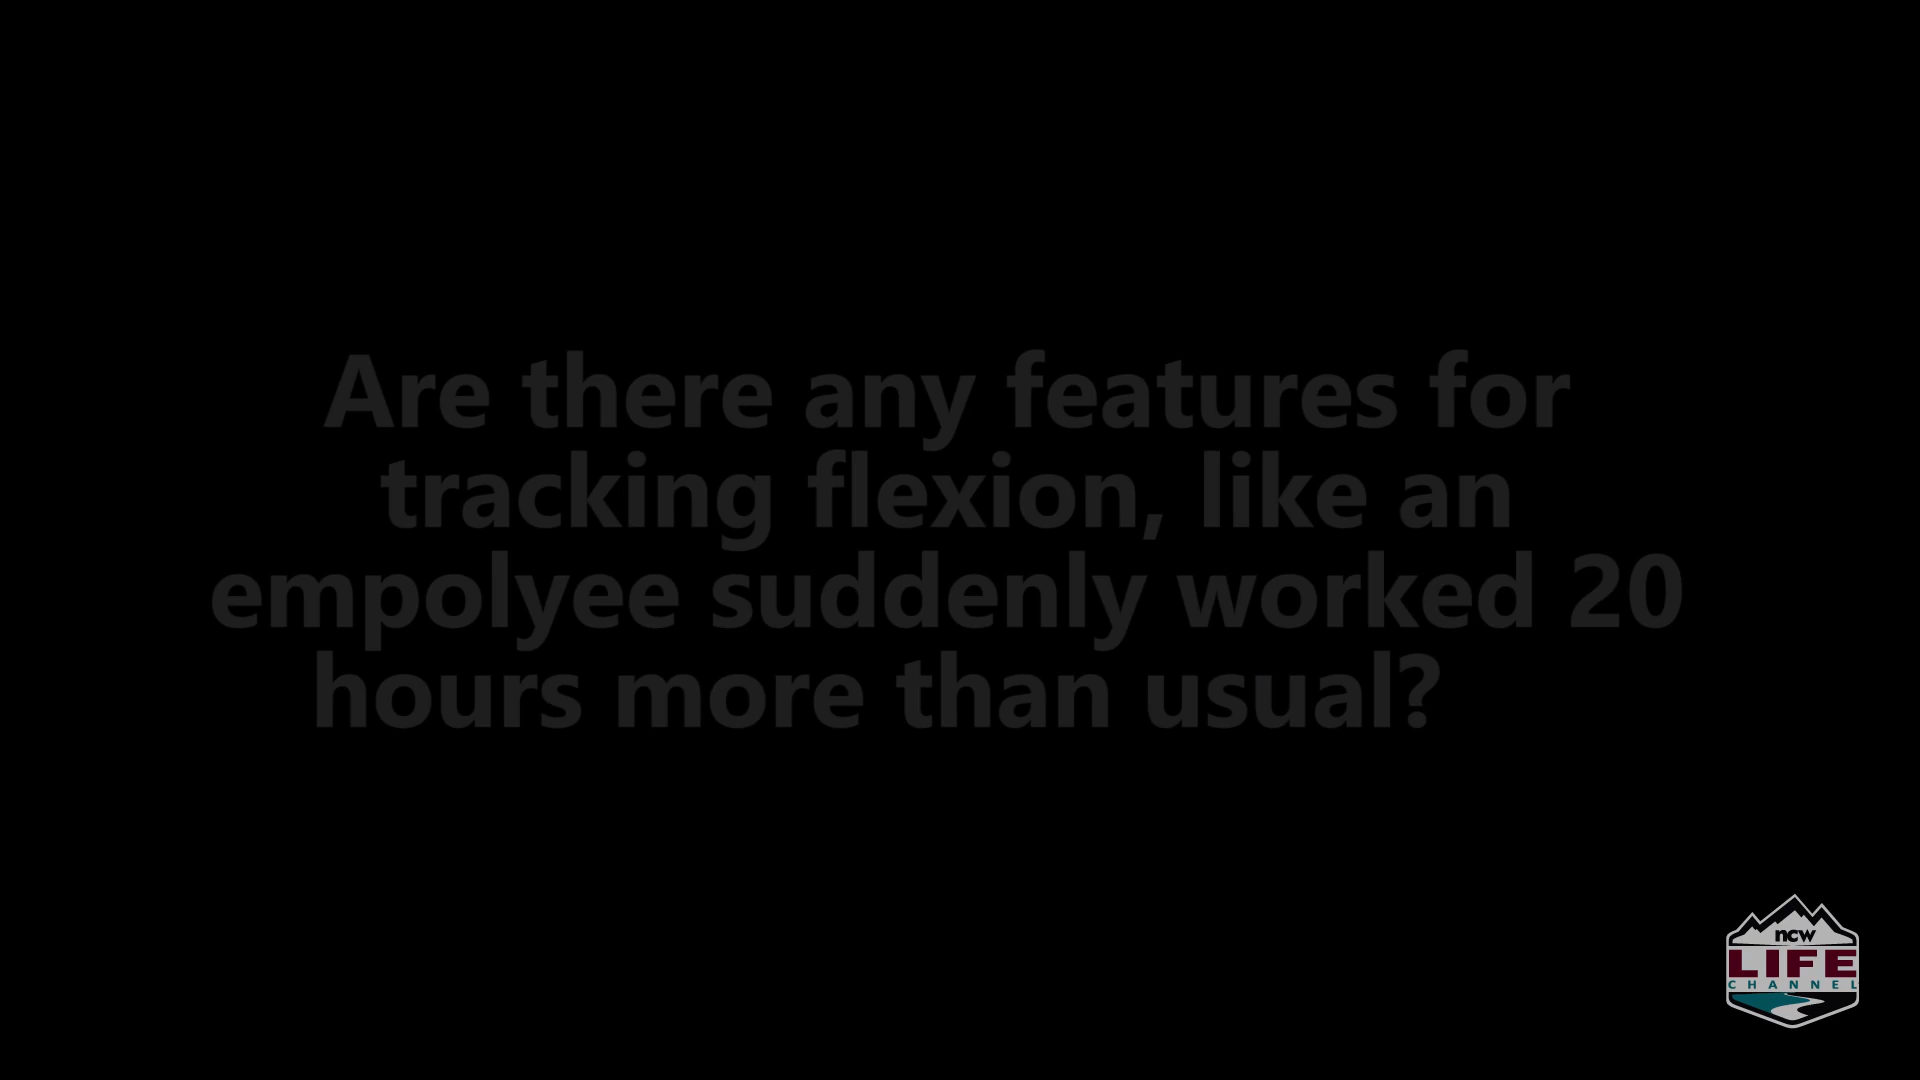 Are there any features for
tracking flexion, like an
empolyee suddenly worked 20
hours more than usual?
ncw
LIFE
CHANNEL